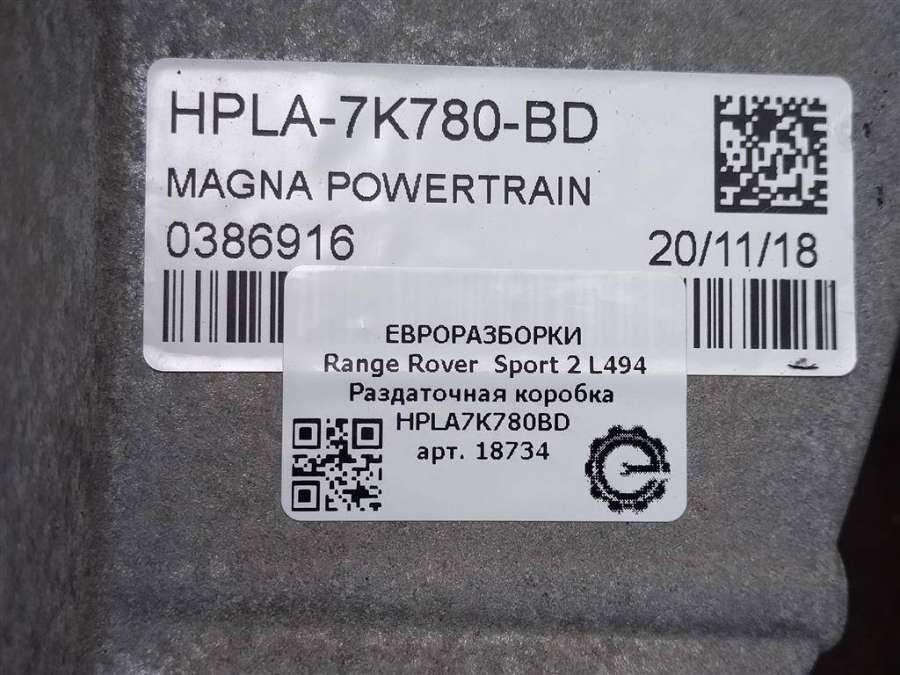 HPLA-7K780-BD
MAGNA POWERTRAIN
0386916
20/11/18
ЕВРОРАЗБОРКИ
Range Rover Sport 2 L494
Раздаточная коробка
HPLA7K780BD
арт. 18734